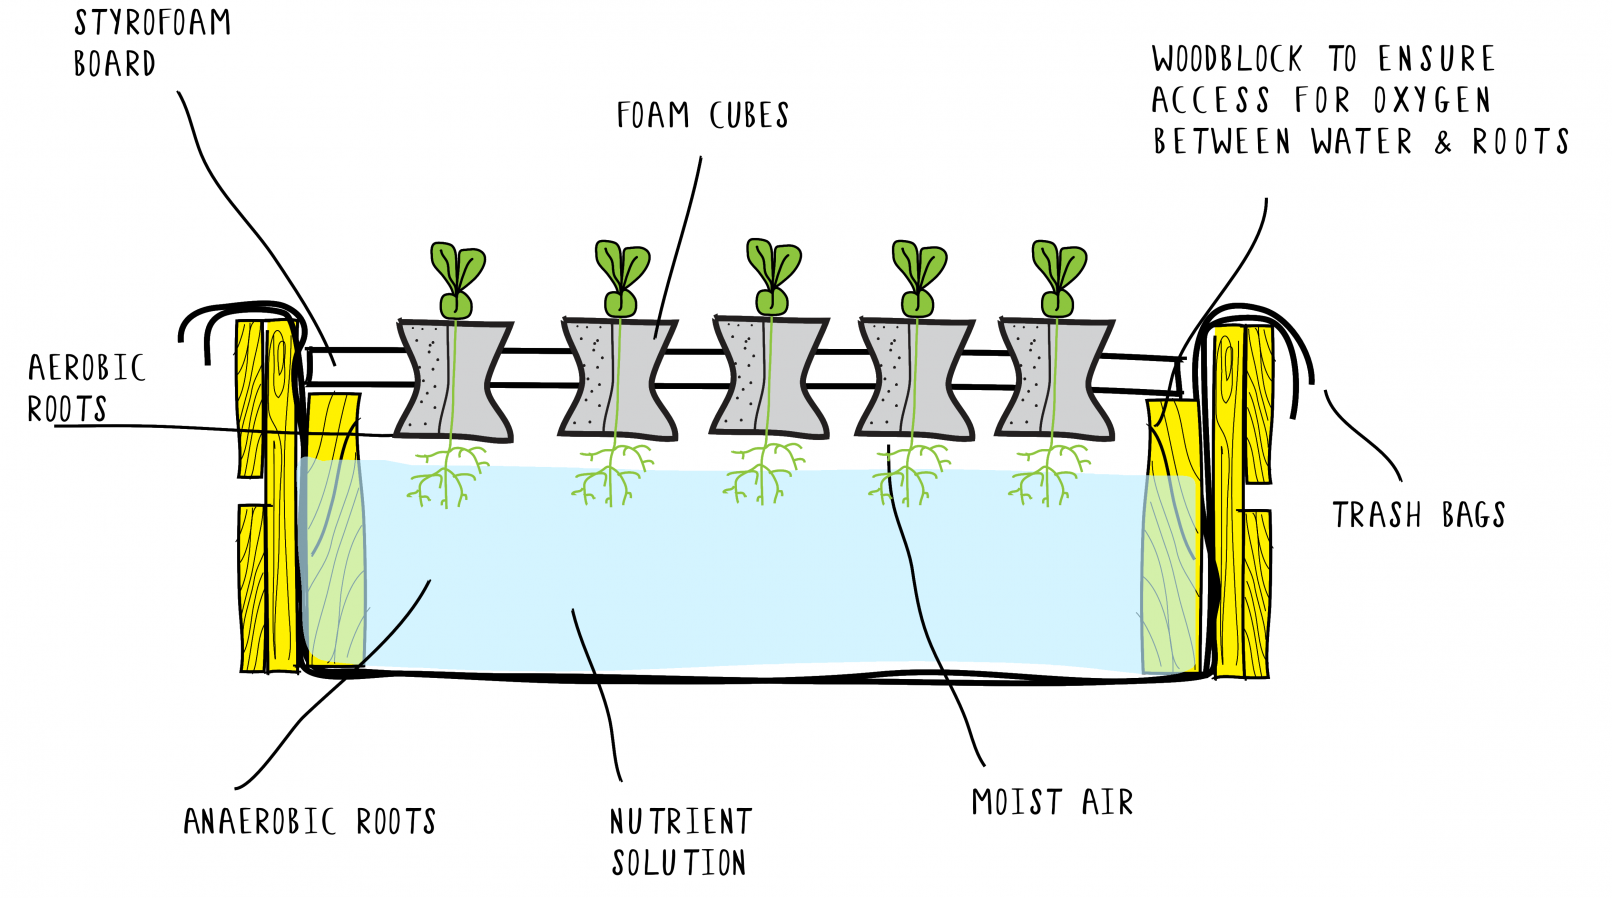 STYROFOAM
BOARD
FOAM CUBES
WOODBLOCK TO ENSURE
ACCESS FOR OXYGEN
BETWEEN WATER & ROOTS
AEROBIC
ROOTS
TRASH BAGS
ANAEROBIC ROOTS
NUTRIENT
SOLUTION
MOIST AIR